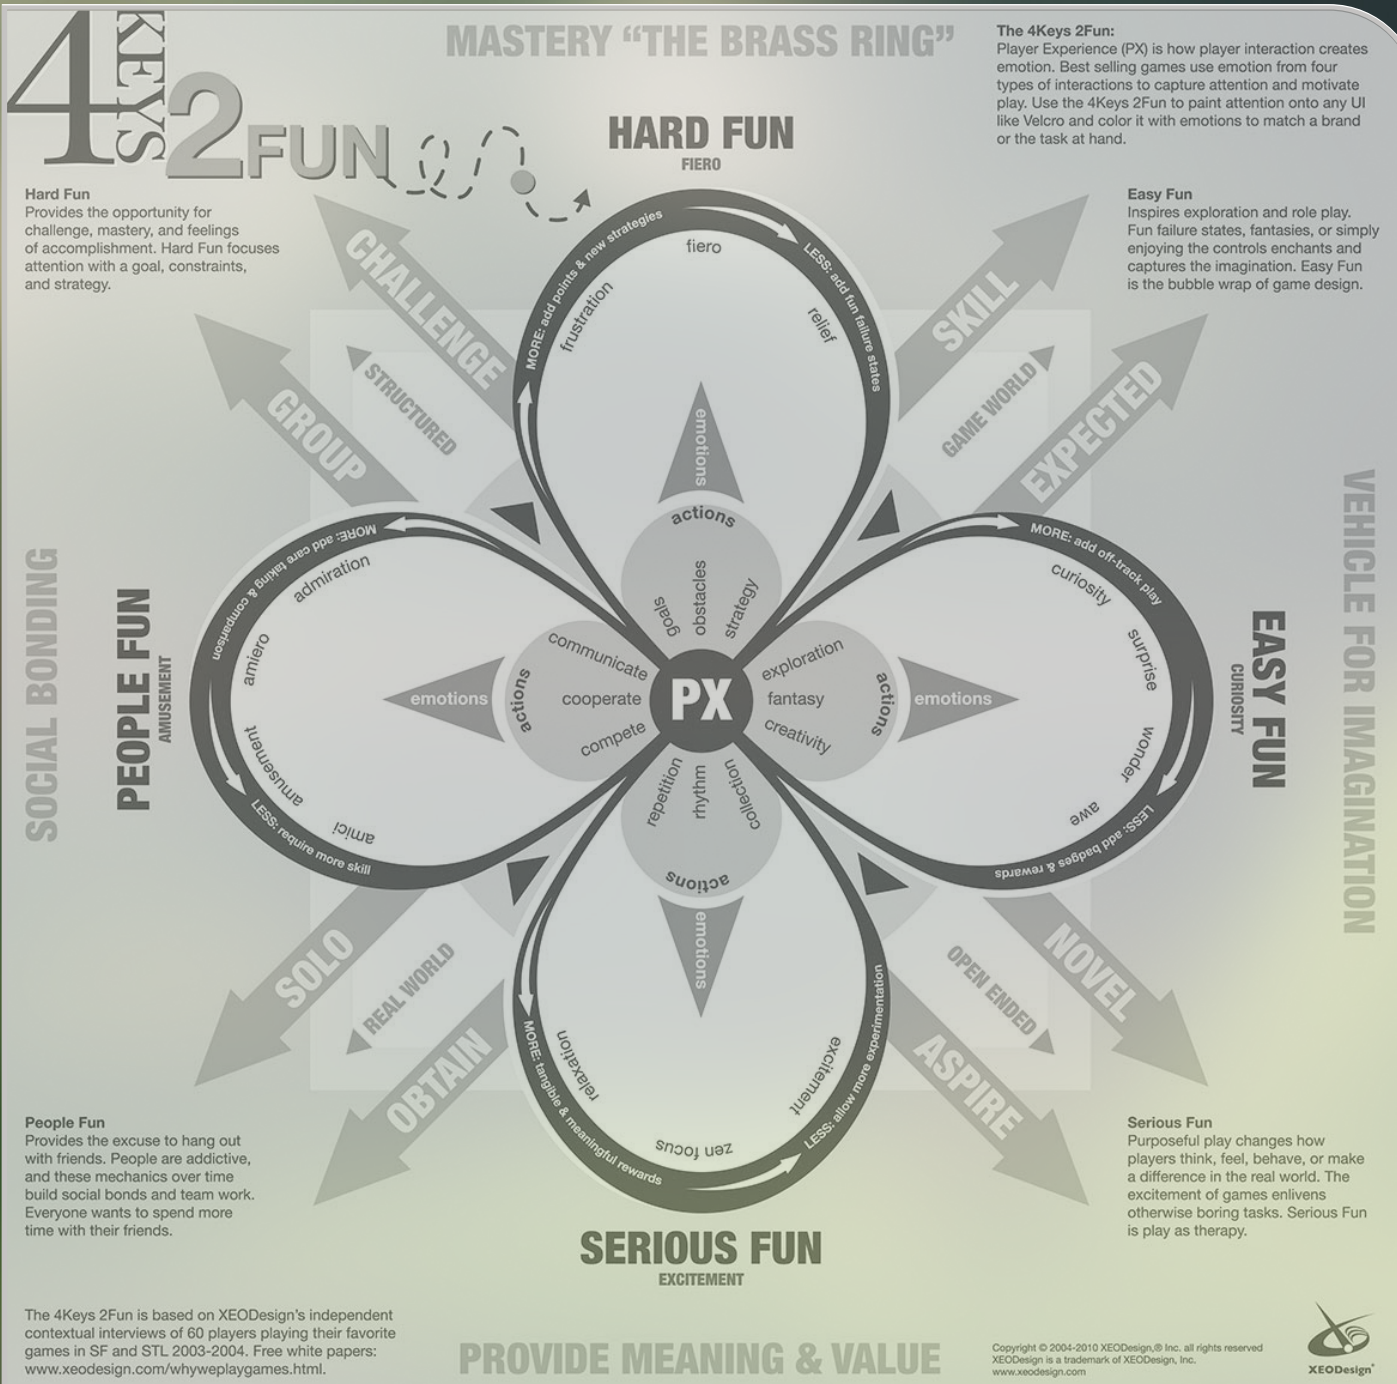 4 KEYS 2FUN
MASTERY “THE BRASS RING”
The 4Keys 2Fun:
Player Experience (PX) is how player interaction creates
emotion. Best selling games use emotion from four
types of interactions to capture attention and motivate
play. Use the 4Keys 2Fun to paint attention onto any UI
like Velcro and color it with emotions to match a brand
or the task at hand.
HARD FUN
FIERO
Hard Fun
Provides the opportunity for
challenge, mastery, and feelings
of accomplishment. Hard Fun focuses
attention with a goal, constraints,
and strategy.
Easy Fun
Inspires exploration and role play.
Fun failure states, fantasies, or simply
enjoying the controls enchants and
captures the imagination. Easy Fun
is the bubble wrap of game design.
CHALLENGE
GROUP
STRUCTURED
SKILL
GAME WORLD
EXPECTED
MORE: add points & new strategies
LESS: add fun failure states
frustration
fiero
relief
emotions
actions
goals
obstacles
strategy
SOCIAL BONDING
PEOPLE FUN
AMUSEMENT
MORE: add care taking & comparison
LESS: require more skill
admiration
amiero
amusement
amici
emotions
actions
communicate
cooperate
compete
PX
exploration
fantasy
creativity
actions
emotions
MORE: add off-track play
LESS: add badges & rewards
curiosity
surprise
wonder
awe
EASY FUN
CURIOSITY
VEHICLE FOR IMAGINATION
repetition
rhythm
collection
actions
emotions
relaxation
zen focus
excitement
MORE: tangible & meaningful rewards
LESS: allow more experimentation
SOLO
REAL WORLD
OBTAIN
OPEN ENDED
NOVEL
ASPIRE
People Fun
Provides the excuse to hang out
with friends. People are addictive,
and these mechanics over time
build social bonds and team work.
Everyone wants to spend more
time with their friends.
Serious Fun
Purposeful play changes how
players think, feel, behave, or make
a difference in the real world. The
excitement of games enlivens
otherwise boring tasks. Serious Fun
is play as therapy.
SERIOUS FUN
EXCITEMENT
The 4Keys 2Fun is based on XEODesign’s independent
contextual interviews of 60 players playing their favorite
games in SF and STL 2003-2004. Free white papers:
www.xeodesign.com/whyweplaygames.html.
PROVIDE MEANING & VALUE
Copyright © 2004-2010 XEODesign,® Inc. all rights reserved
XEODesign is a trademark of XEODesign, Inc.
www.xeodesign.com
XEODesign®